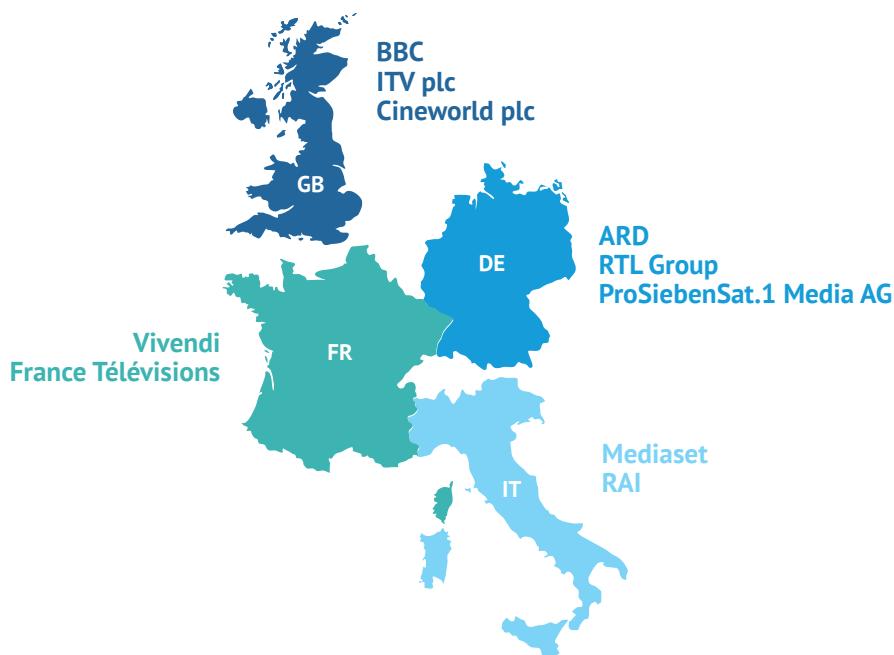 BBC
ITV plc
Cineworld plc
GB
DE
ARD
RTL Group
ProSiebenSat.1 Media AG
Vivendi
France Télévisions
FR
Mediaset
RAI
IT